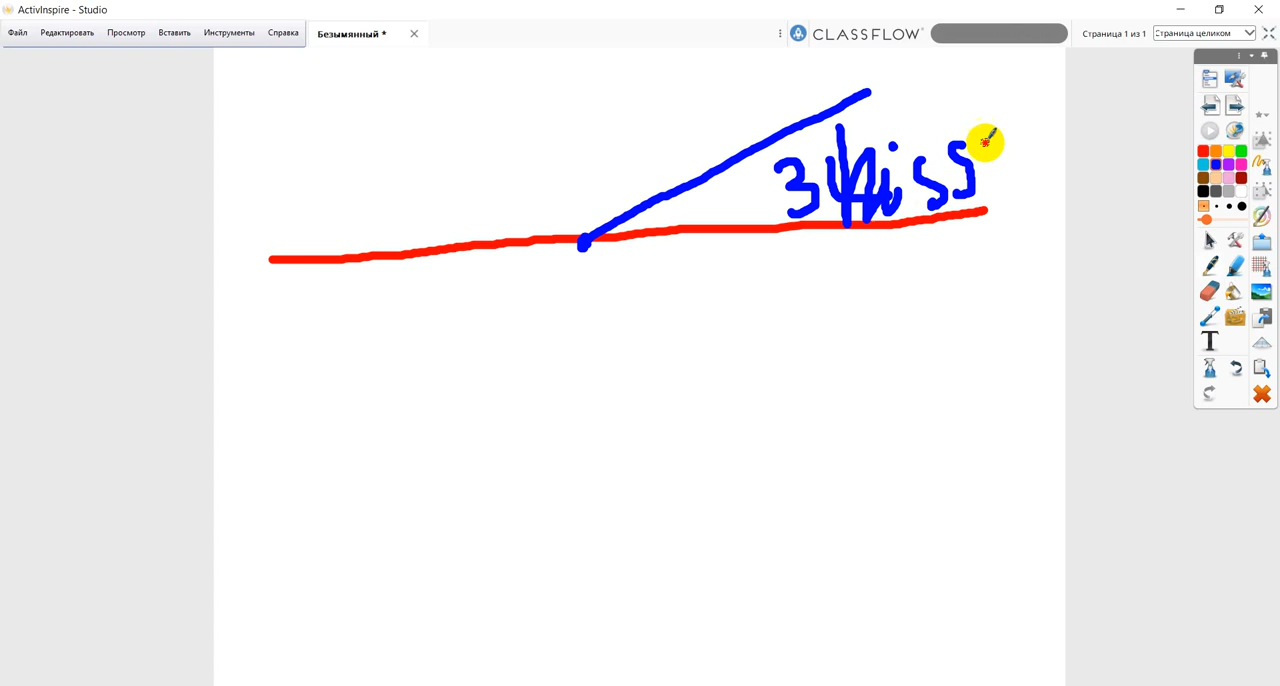 ActivInspire - Studio
Файл Редактировать Просмотр Вставить Инструменты Справка Безымянный * CLASSFLOW Страница 1 из 1 Страница целиком
T